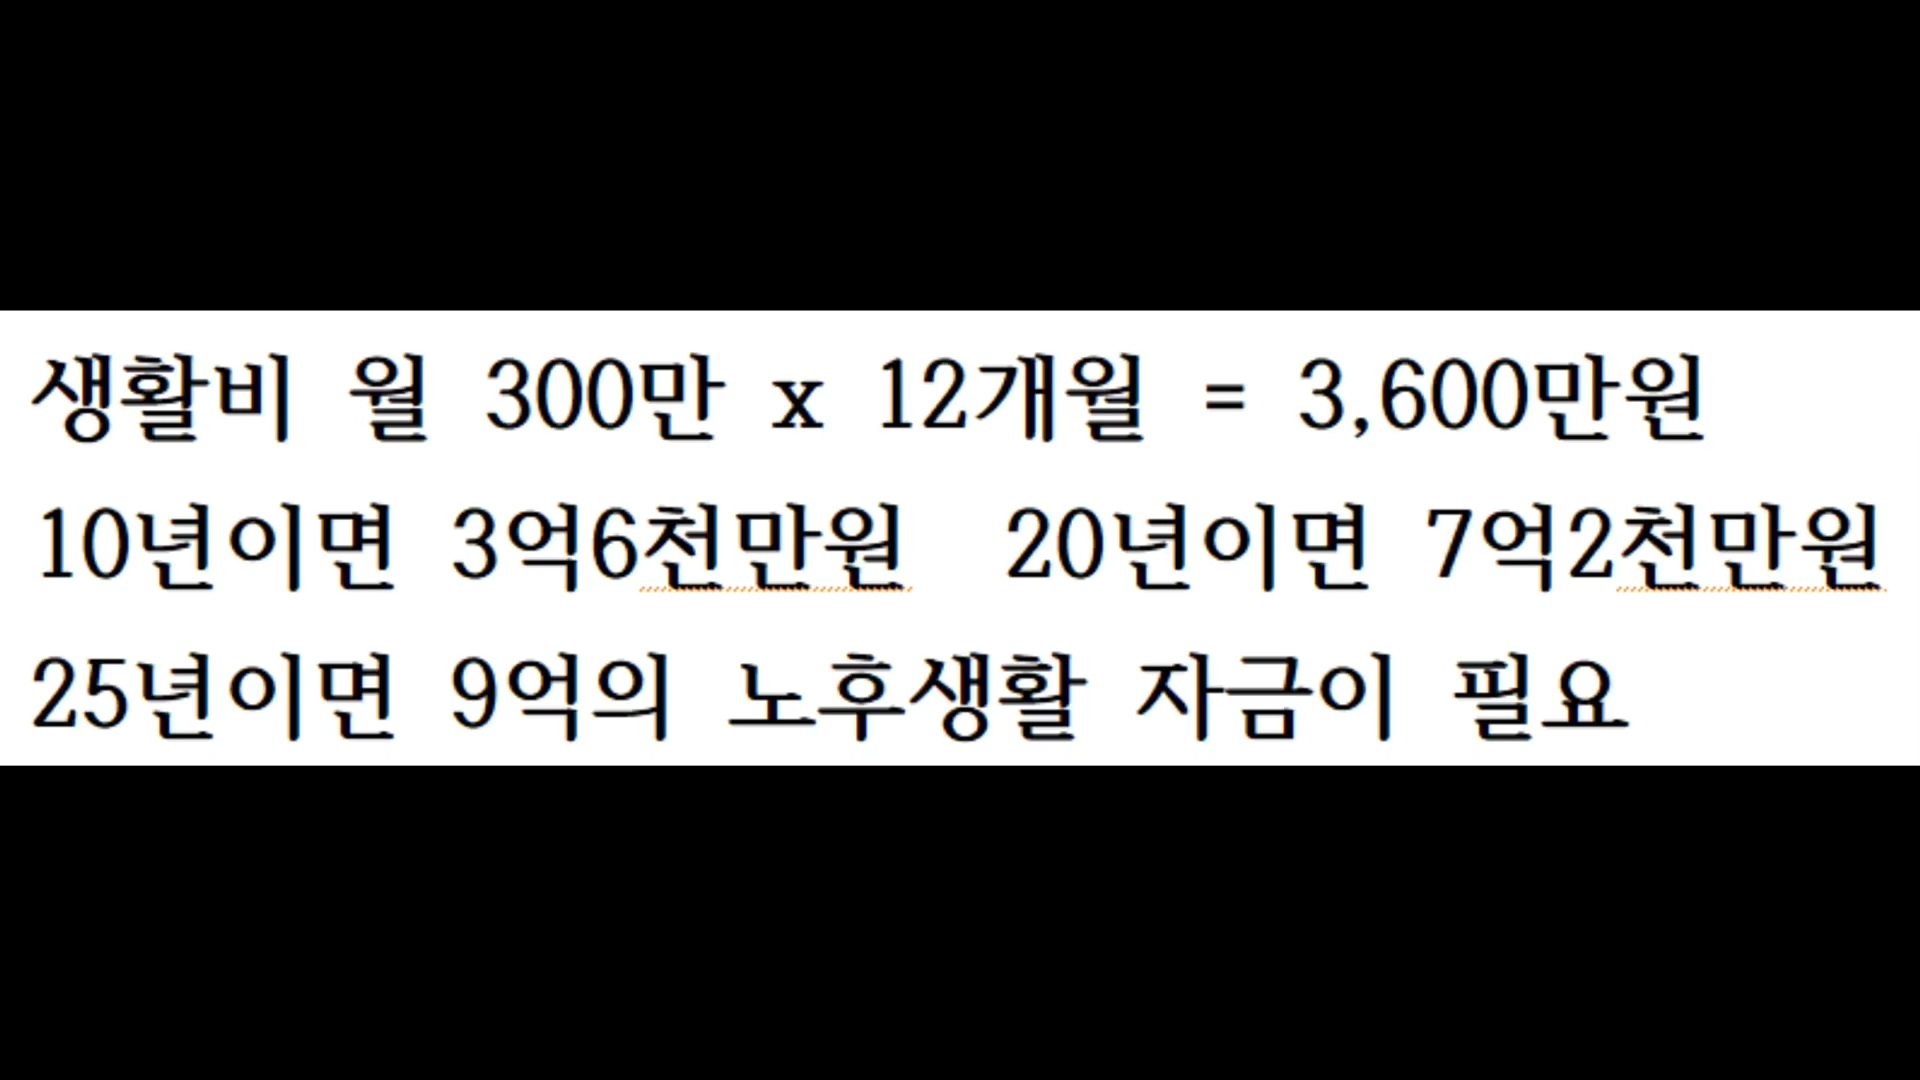 생활비 월 300만 x 12개월 = 3,600만원
10년이면 3억6천만원 20년이면 7억2천만원
25년이면 9억의 노후생활 자금이 필요